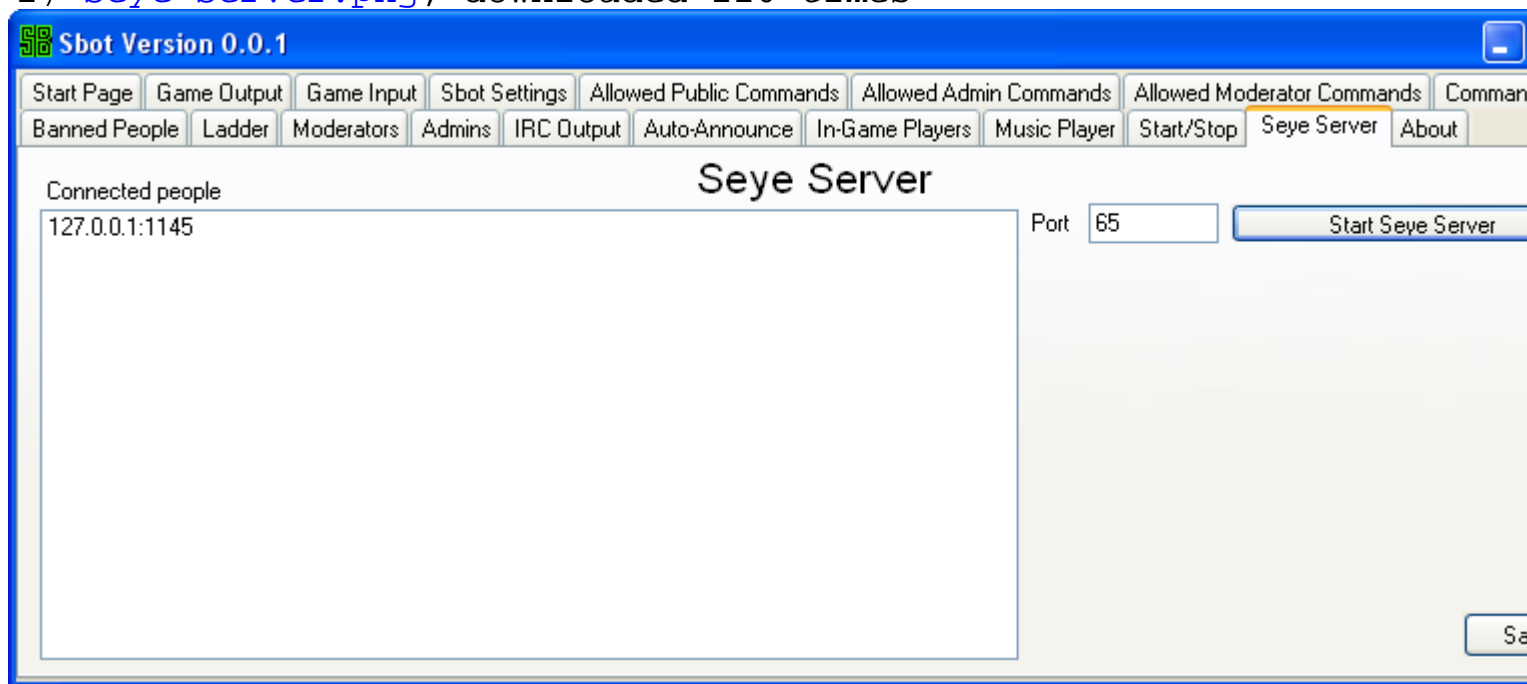 Sbot Version 0.0.1
Start Page Game Output Game Input Sbot Settings Allowed Public Commands Allowed Admin Commands Allowed Moderator Commands
Banned People Ladder Moderators Admins IRC Output Auto-Announce In-Game Players Music Player Start/Stop Seye Server About
Seye Server
Connected people
127.0.0.1:1145
Port 65 Start Seye Server